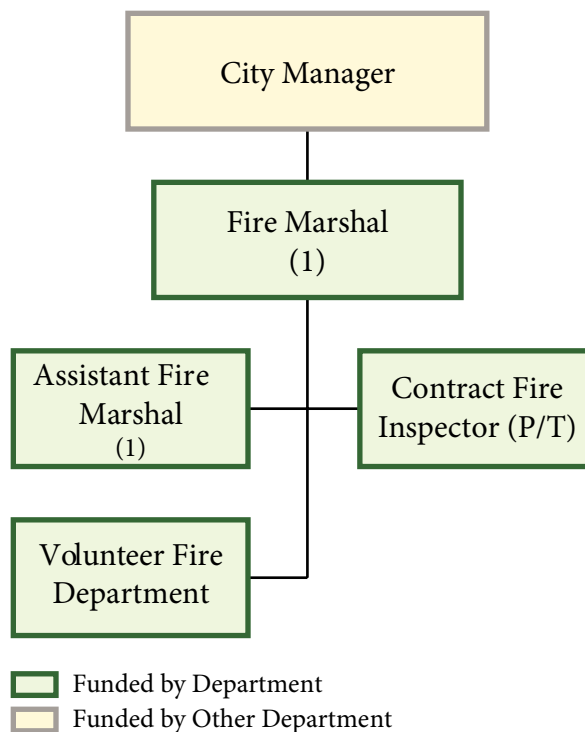 City Manager
Fire Marshal
(1)
Assistant Fire
Marshal
(1)
Contract Fire
Inspector (P/T)
Volunteer Fire
Department
Funded by Department
Funded by Other Department